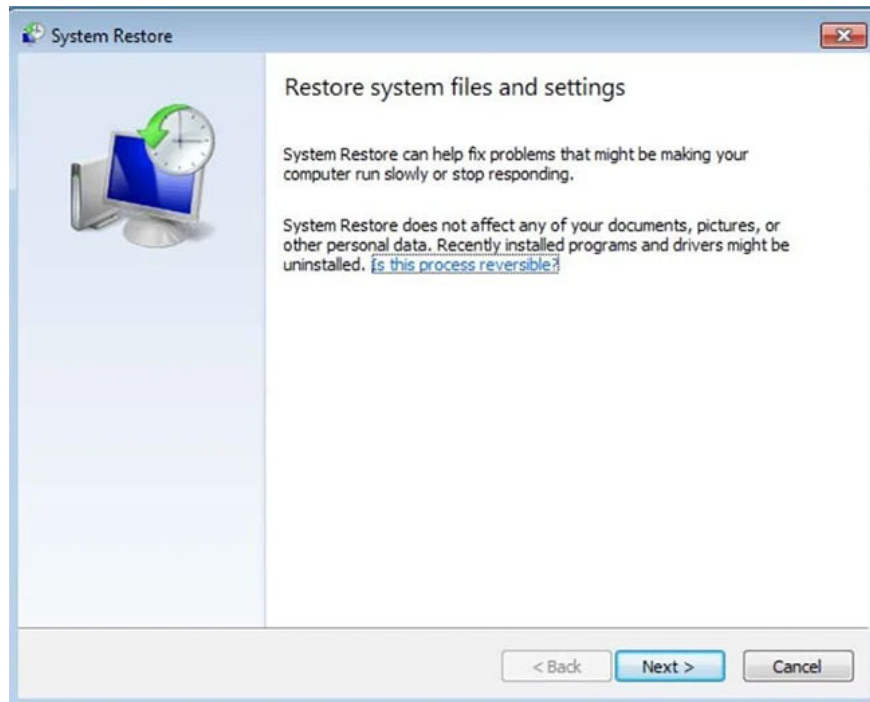 System Restore
Restore system files and settings
System Restore can help fix problems that might be making your
computer run slowly or stop responding.
System Restore does not affect any of your documents, pictures, or
other personal data. Recently installed programs and drivers might be
uninstalled. Is this process reversible?
< Back Next > Cancel